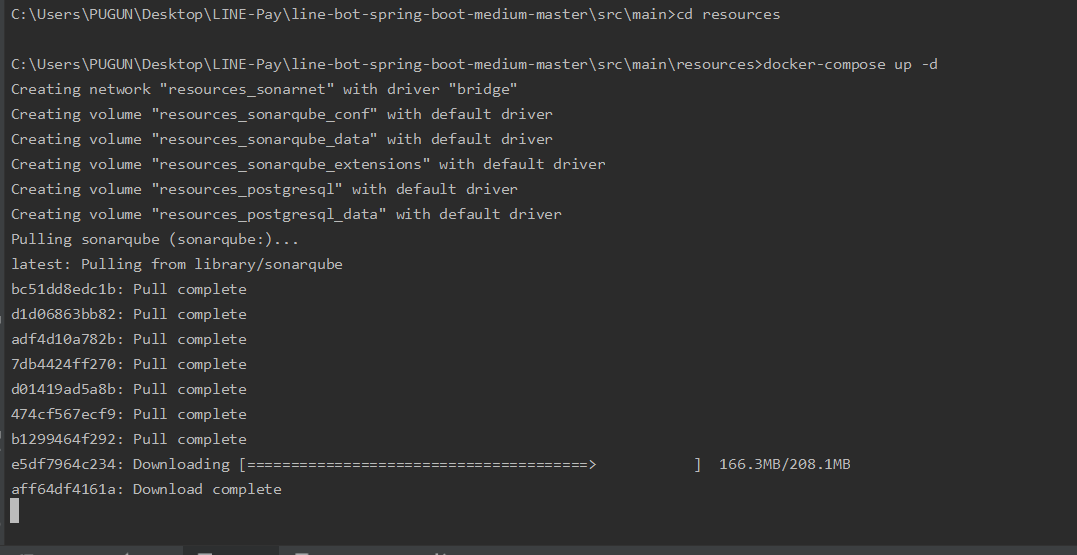 C:\Users\PUGUN\Desktop\LINE-Pay\line-bot-spring-boot-medium-master\src\main>cd resources
C:\Users\PUGUN\Desktop\LINE-Pay\line-bot-spring-boot-medium-master\src\main\resources>docker-compose up -d
Creating network "resources_sonarnet" with driver "bridge"
Creating volume "resources_sonarqube_conf" with default driver
Creating volume "resources_sonarqube_data" with default driver
Creating volume "resources_sonarqube_extensions" with default driver
Creating volume "resources_postgresql" with default driver
Creating volume "resources_postgresql_data" with default driver
Pulling sonarqube (sonarqube:)...
latest: Pulling from library/sonarqube
bc51dd8edc1b: Pull complete
d1d06863bb82: Pull complete
adf4d10a782b: Pull complete
7db4424ff270: Pull complete
d01419ad5a8b: Pull complete
474cf567ecf9: Pull complete
b1299464f292: Pull complete
e5df7964c234: Downloading [=======================================>           ]  166.3MB/208.1MB
aff64df4161a: Download complete